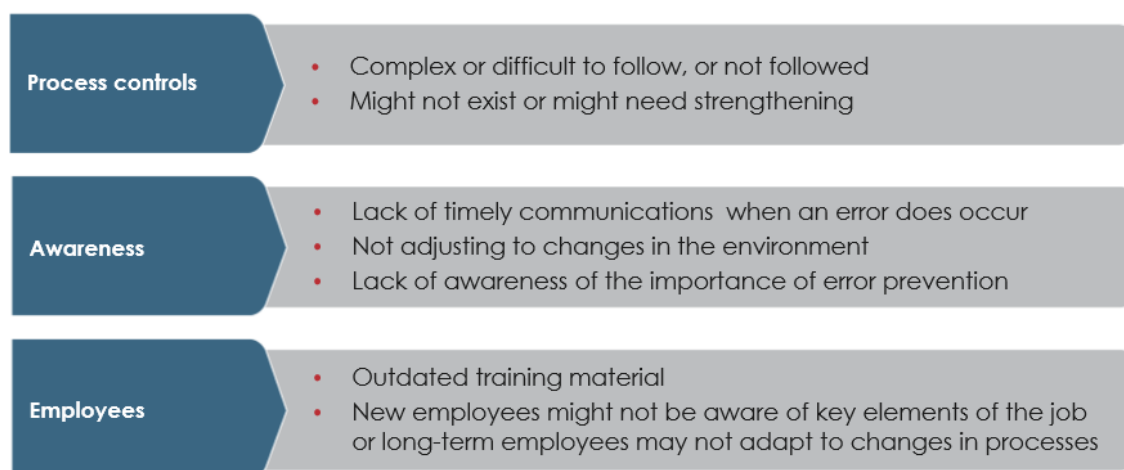 Process controls
• Complex or difficult to follow, or not followed
• Might not exist or might need strengthening
Awareness
• Lack of timely communications  when an error does occur
• Not adjusting to changes in the environment
• Lack of awareness of the importance of error prevention
Employees
• Outdated training material
• New employees might not be aware of key elements of the job
or long-term employees may not adapt to changes in processes